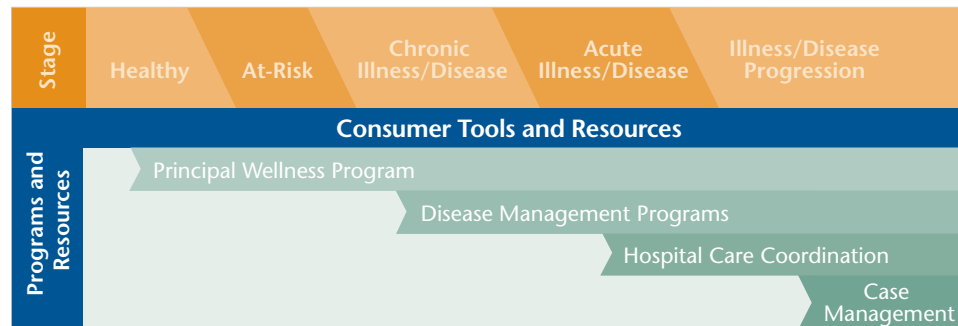 Stage
Healthy
At-Risk
Chronic
Illness/Disease
Acute
Illness/Disease
Illness/Disease
Progression
Programs and
Resources
Consumer Tools and Resources
Principal Wellness Program
Disease Management Programs
Hospital Care Coordination
Case
Management